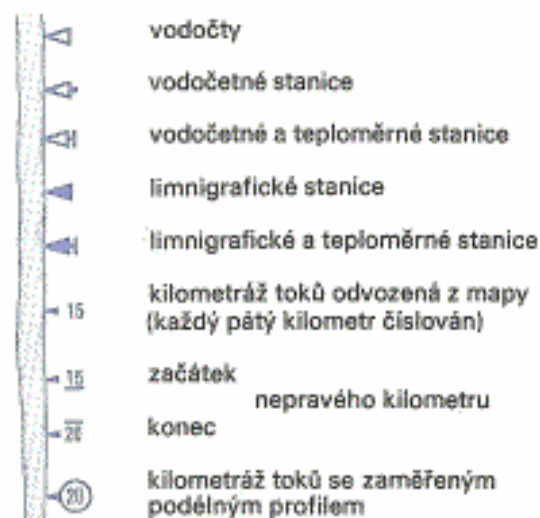 vodočty
vodočetné stanice
vodočetné a teploměrné stanice
limnigrafické stanice
limnigrafické a teploměrné stanice
15 kilometráž toků odvozená z mapy
(každý pátý kilometr číslován)
15 začátek
nepravého kilometru
konec
20 kilometráž toků se zaměřeným
podélným profilem